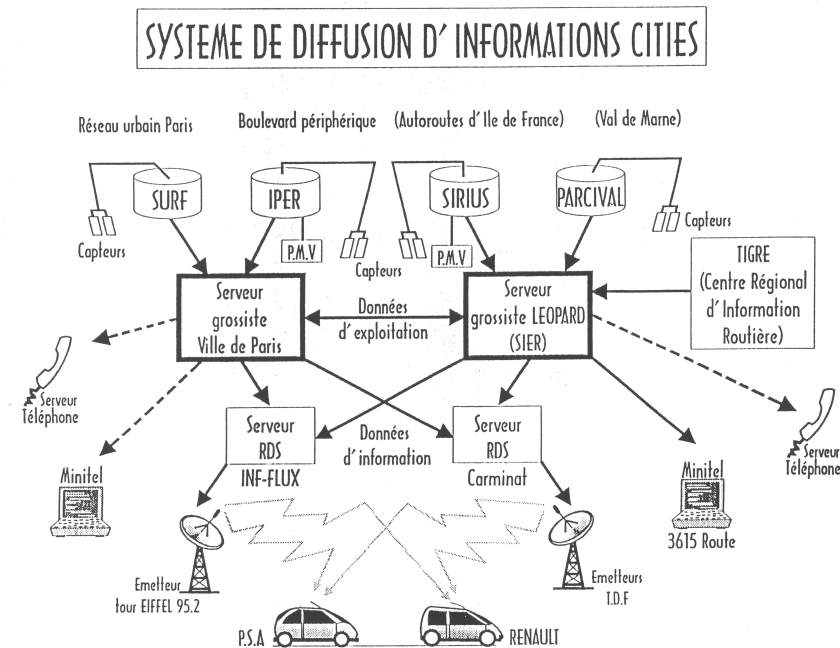 SYSTEME DE DIFFUSION D' INFORMATIONS CITIES
Réseau urbain Paris
Boulevard périphérique
(Autoroutes d' Ile de France)
(Val de Marne)
SURF
IPER
SIRIUS
PARCIVAL
Capteurs
P.M.V
Capteurs
P.M.V
Capteurs
TIGRE
(Centre Régional
d' Information
Routière)
Serveur
grossiste
Ville de Paris
Données
d' exploitation
Serveur
grossiste LEOPARD
(SIER)
Serveur
Téléphone
Serveur
RDS
INF-FLUX
Données
d' information
Serveur
RDS
Carminat
Serveur
Téléphone
Minitel
Minitel
3615 Route
Emetteur
tour EIFFEL 95.2
Emetteurs
T.D.F
P.S.A
RENAULT